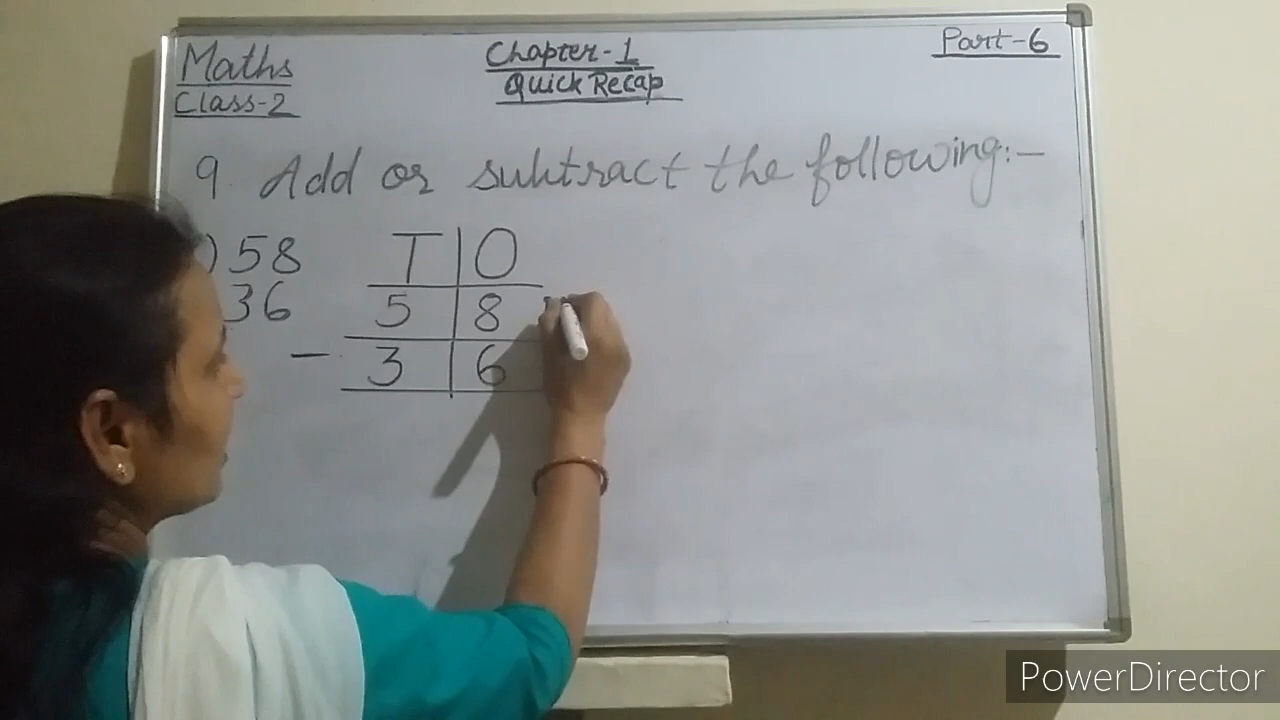 Maths
Class-2
Chapter-1
Quick Recap
Part-6
9. Add or subtract the following:-
) 58
36
T O
5 8
- 3 6
PowerDirector